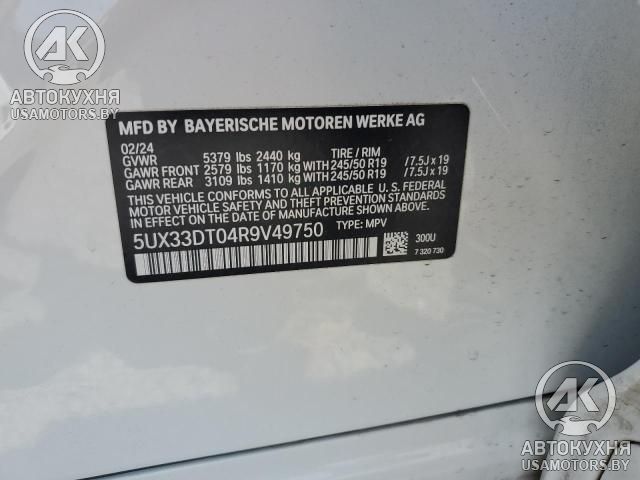 AK
АВТОКУХНЯ
USAMOTORS.BY
MFD BY BAYERISCHE MOTOREN WERKE AG
02/24
GVWR 5379 lbs 2440 kg TIRE / RIM
GAWR FRONT 2579 lbs 1170 kg WITH 245/50 R19 /7.5J x 19
GAWR REAR 3109 lbs 1410 kg WITH 245/50 R19 /7.5J x 19
THIS VEHICLE CONFORMS TO ALL APPLICABLE U. S. FEDERAL
MOTOR VEHICLE SAFETY AND THEFT PREVENTION STANDARDS
IN EFFECT ON THE DATE OF MANUFACTURE SHOWN ABOVE.
5UX33DT04R9V49750 TYPE: MPV
300U
7 320 730
AK
АВТОКУХНЯ
USAMOTORS.BY